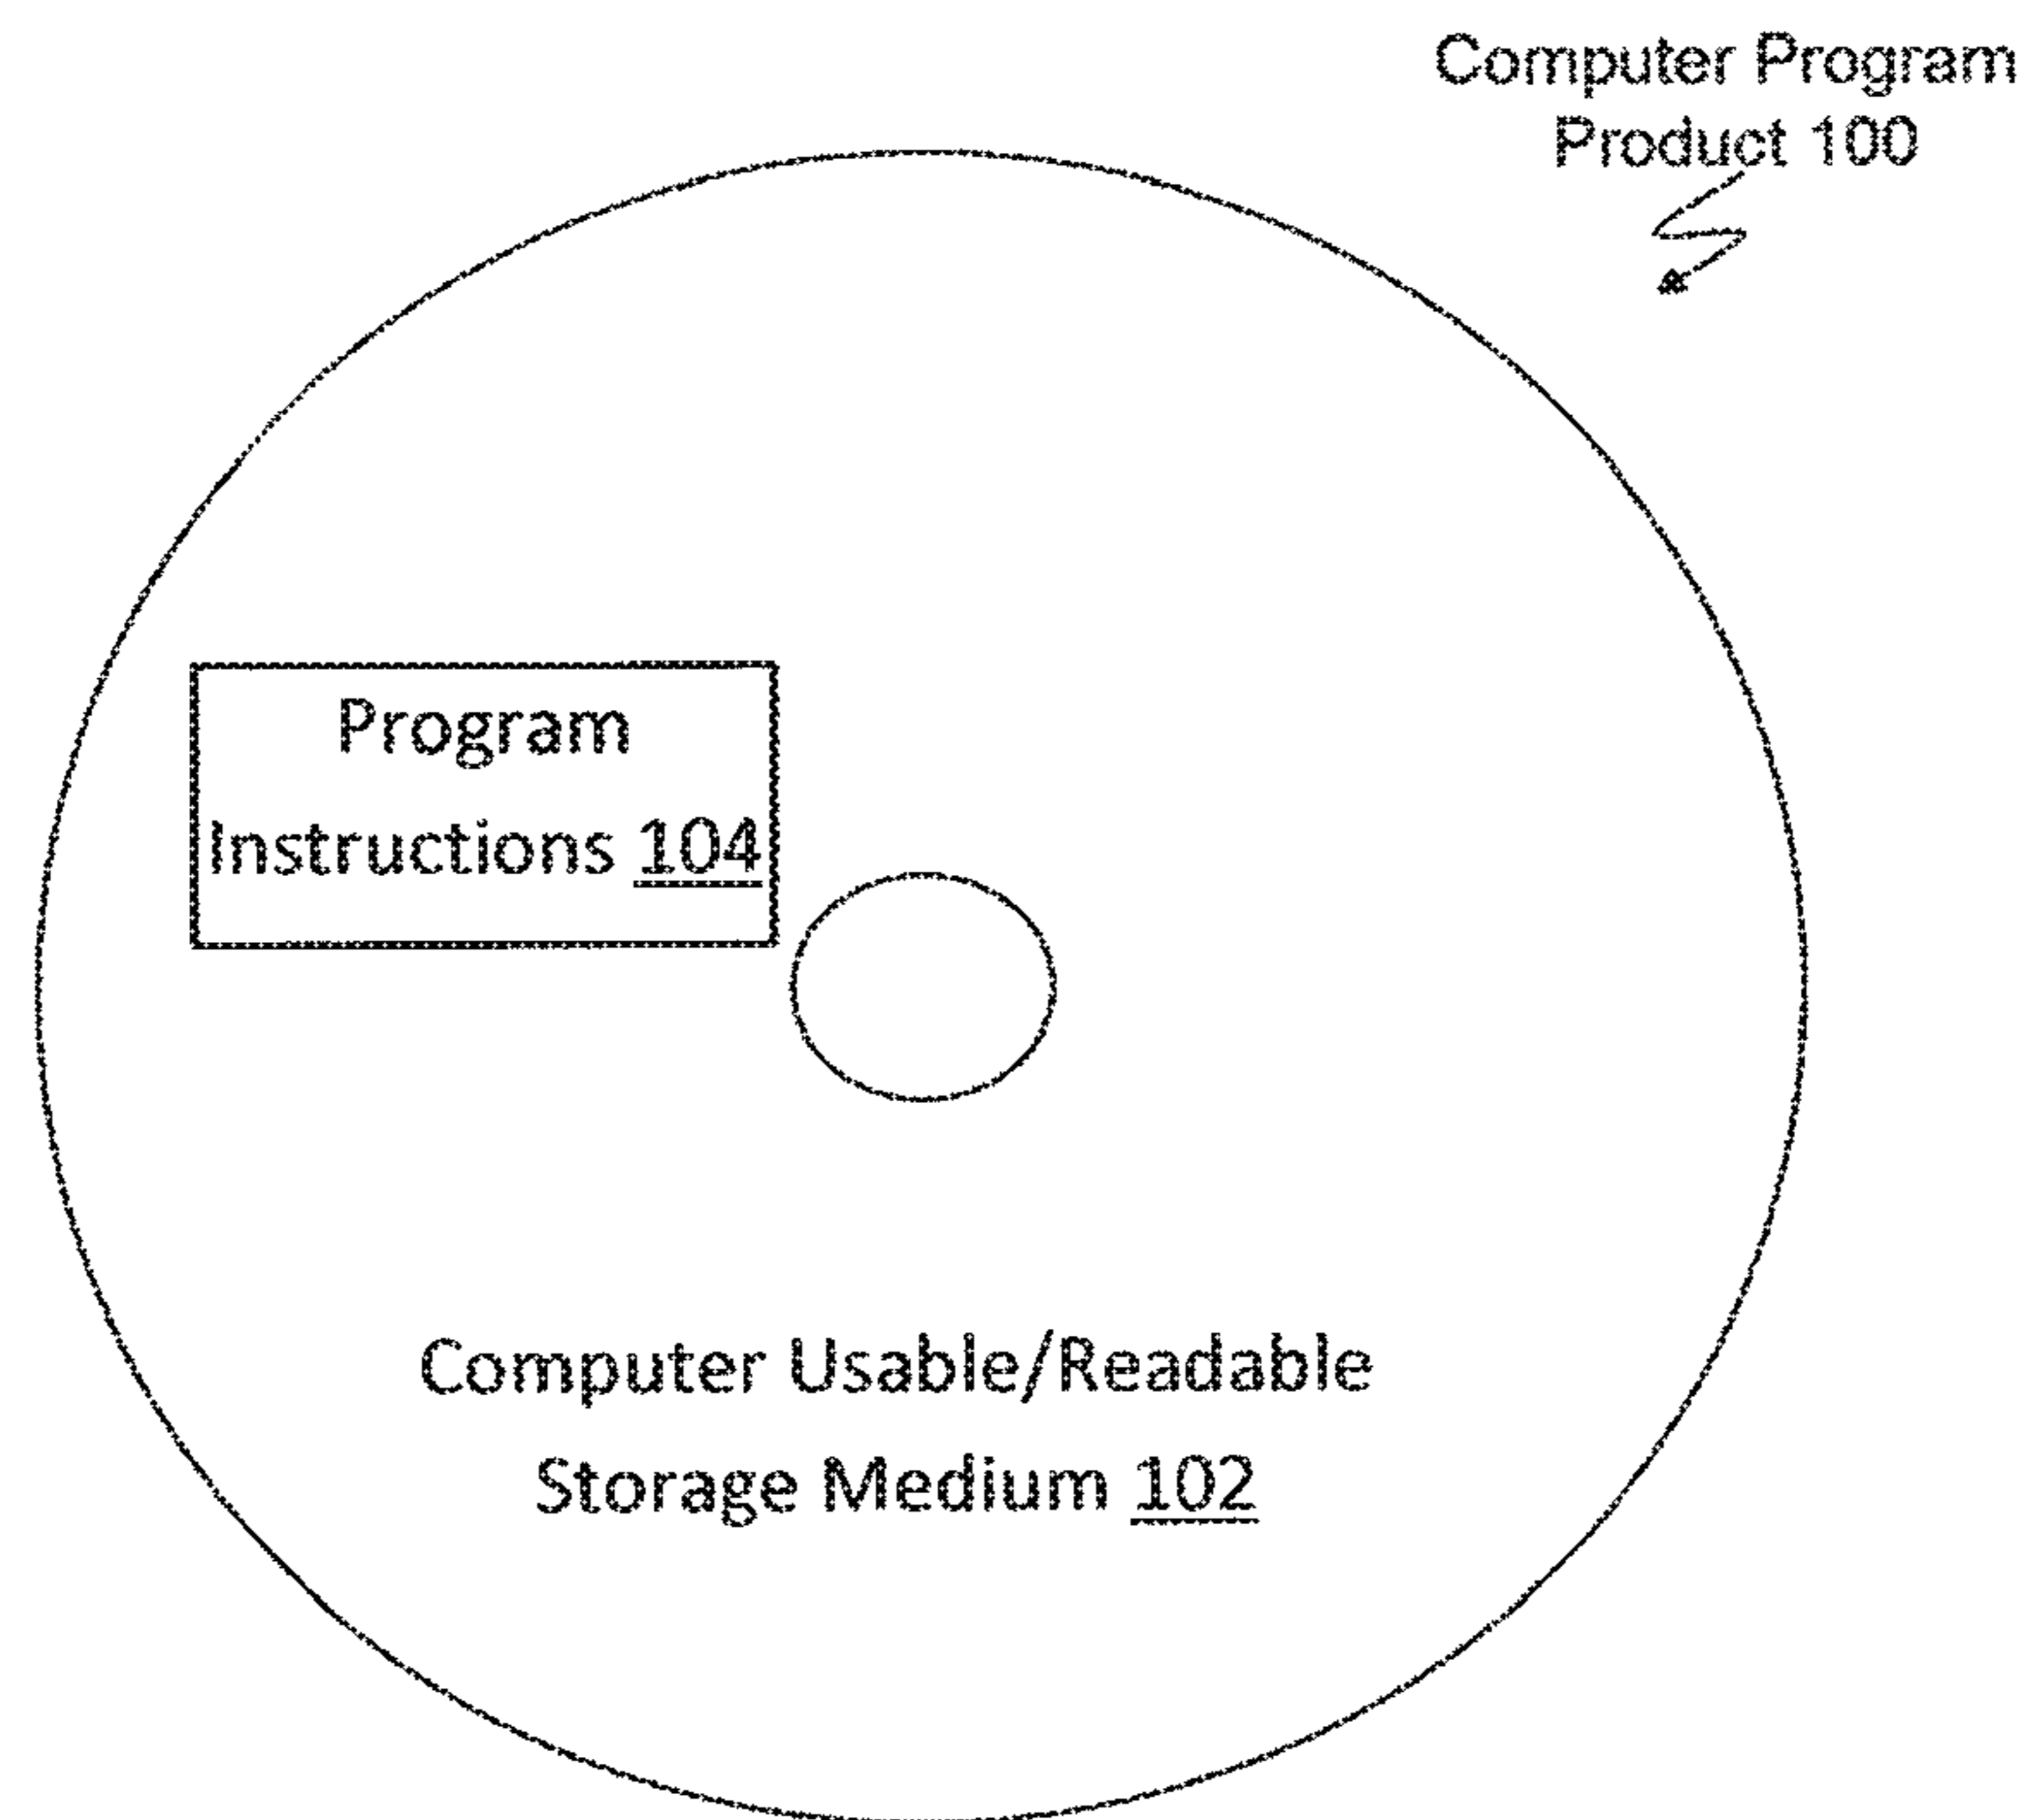 Computer Program
Product 100
Program
Instructions 104
Computer Usable/Readable
Storage Medium 102